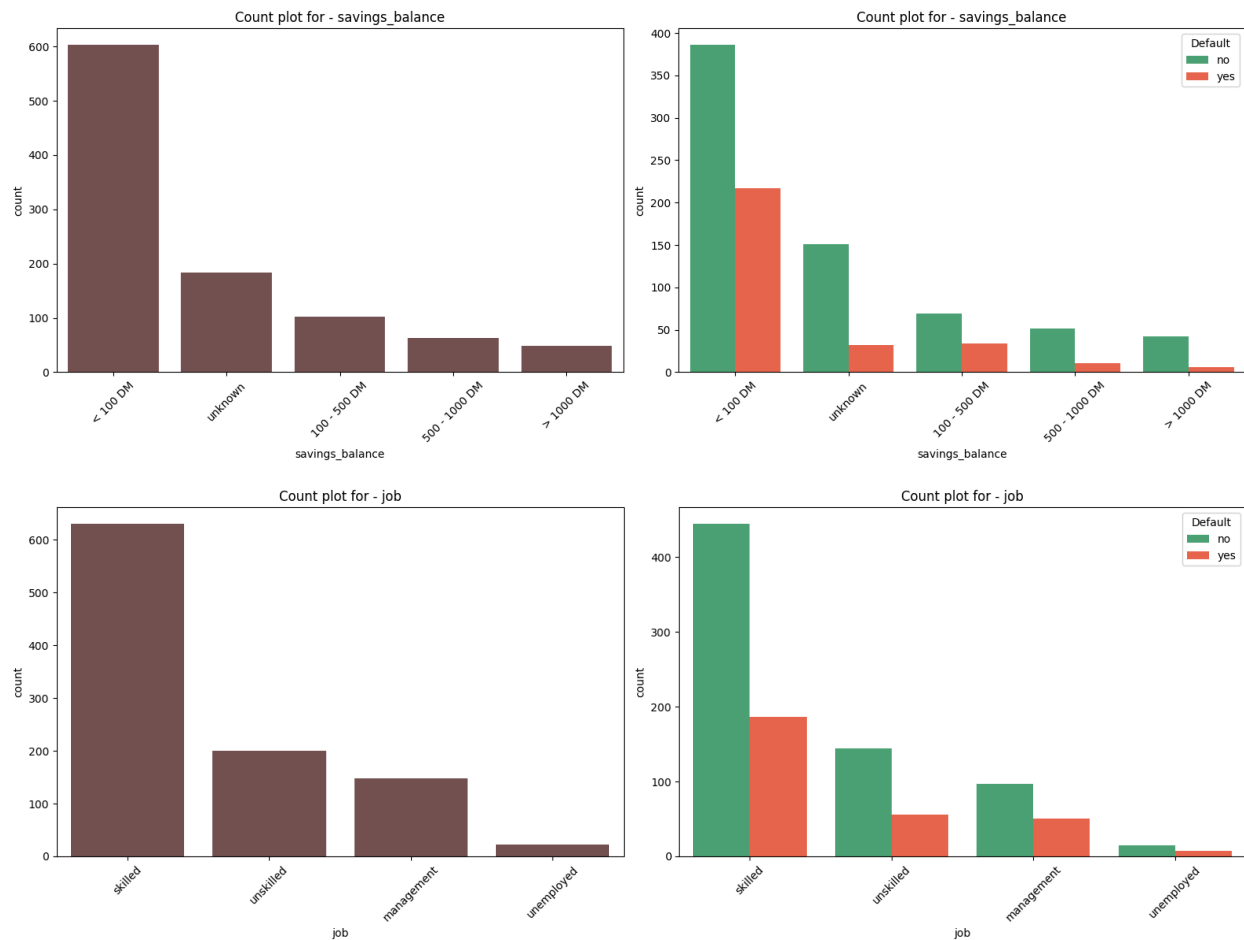 Count plot for - savings_balance
600
500
400
300
200
100
0
count
< 100 DM
unknown
100 - 500 DM
500 - 1000 DM
> 1000 DM
savings_balance
Count plot for - savings_balance
400
350
300
250
200
150
100
50
0
count
Default
no
yes
< 100 DM
unknown
100 - 500 DM
500 - 1000 DM
> 1000 DM
savings_balance
Count plot for - job
600
500
400
300
200
100
0
count
skilled
unskilled
management
unemployed
job
Count plot for - job
400
300
200
100
0
count
Default
no
yes
skilled
unskilled
management
unemployed
job